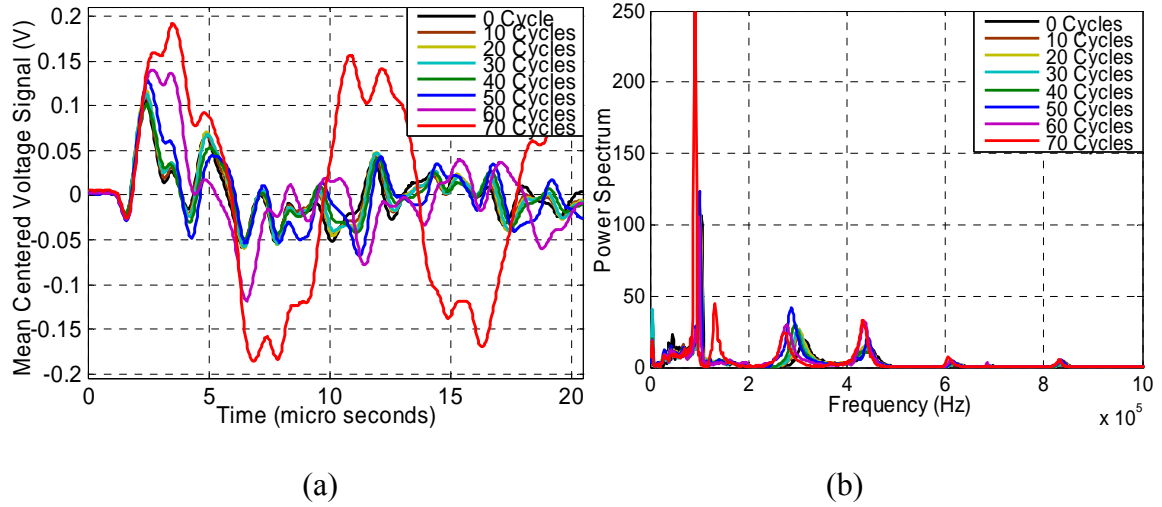 0.2
0.15
0.1
0.05
0
-0.05
-0.1
-0.15
-0.2
Mean Centered Voltage Signal (V)
0 5 10 15 20
Time (micro seconds)
0 Cycle
10 Cycles
20 Cycles
30 Cycles
40 Cycles
50 Cycles
60 Cycles
70 Cycles
(a)
250
200
150
100
50
0
Power Spectrum
0 2 4 6 8 10
Frequency (Hz)
x 10^5
0 Cycles
10 Cycles
20 Cycles
30 Cycles
40 Cycles
50 Cycles
60 Cycles
70 Cycles
(b)